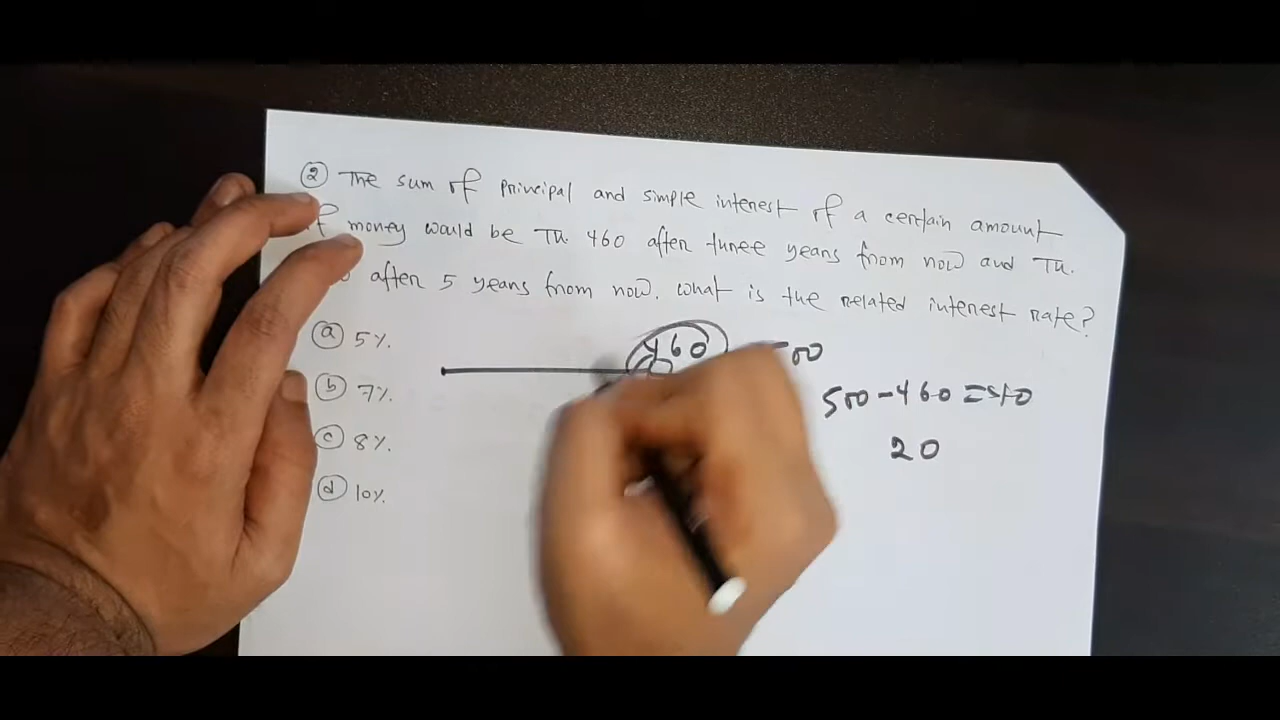 ② The sum of principal and simple interest of a certain amount
of money would be Tk. 460 after three years from now and Tk.
after 5 years from now. What is the related interest rate?
ⓐ 5%.
ⓑ 7%.
ⓒ 8%.
ⓓ 10%.
460
500 - 460 = 40
20